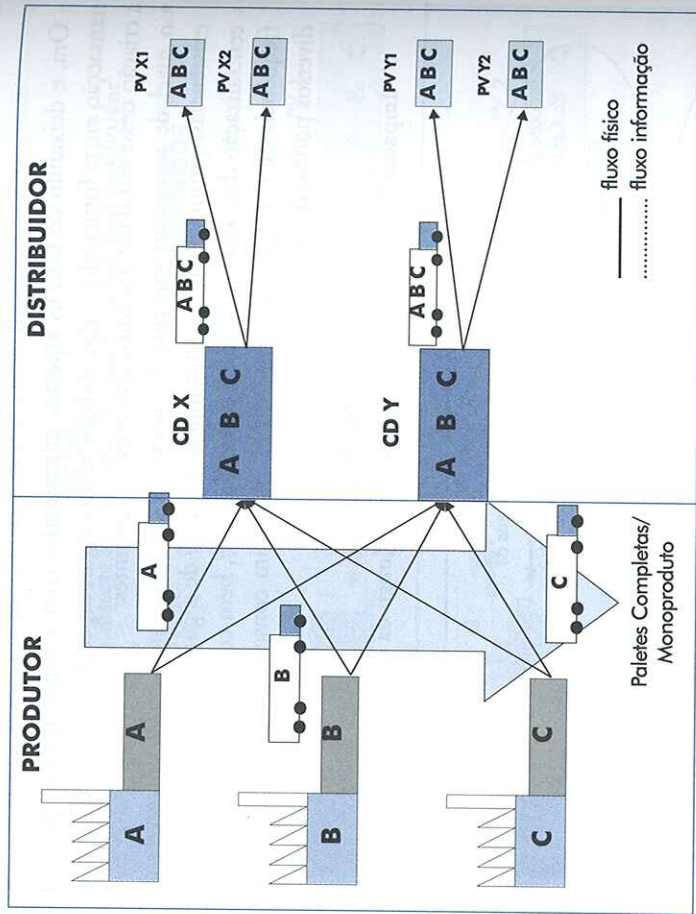 PRODUTOR
DISTRIBUIDOR
A
A
A
B
B
B
C
C
C
Paletes Completas/
Monoproduto
CD X
A B C
A B C
PV X1
A B C
PV X2
A B C
CD Y
A B C
A B C
PV Y1
A B C
PV Y2
A B C
fluxo físico
fluxo informação